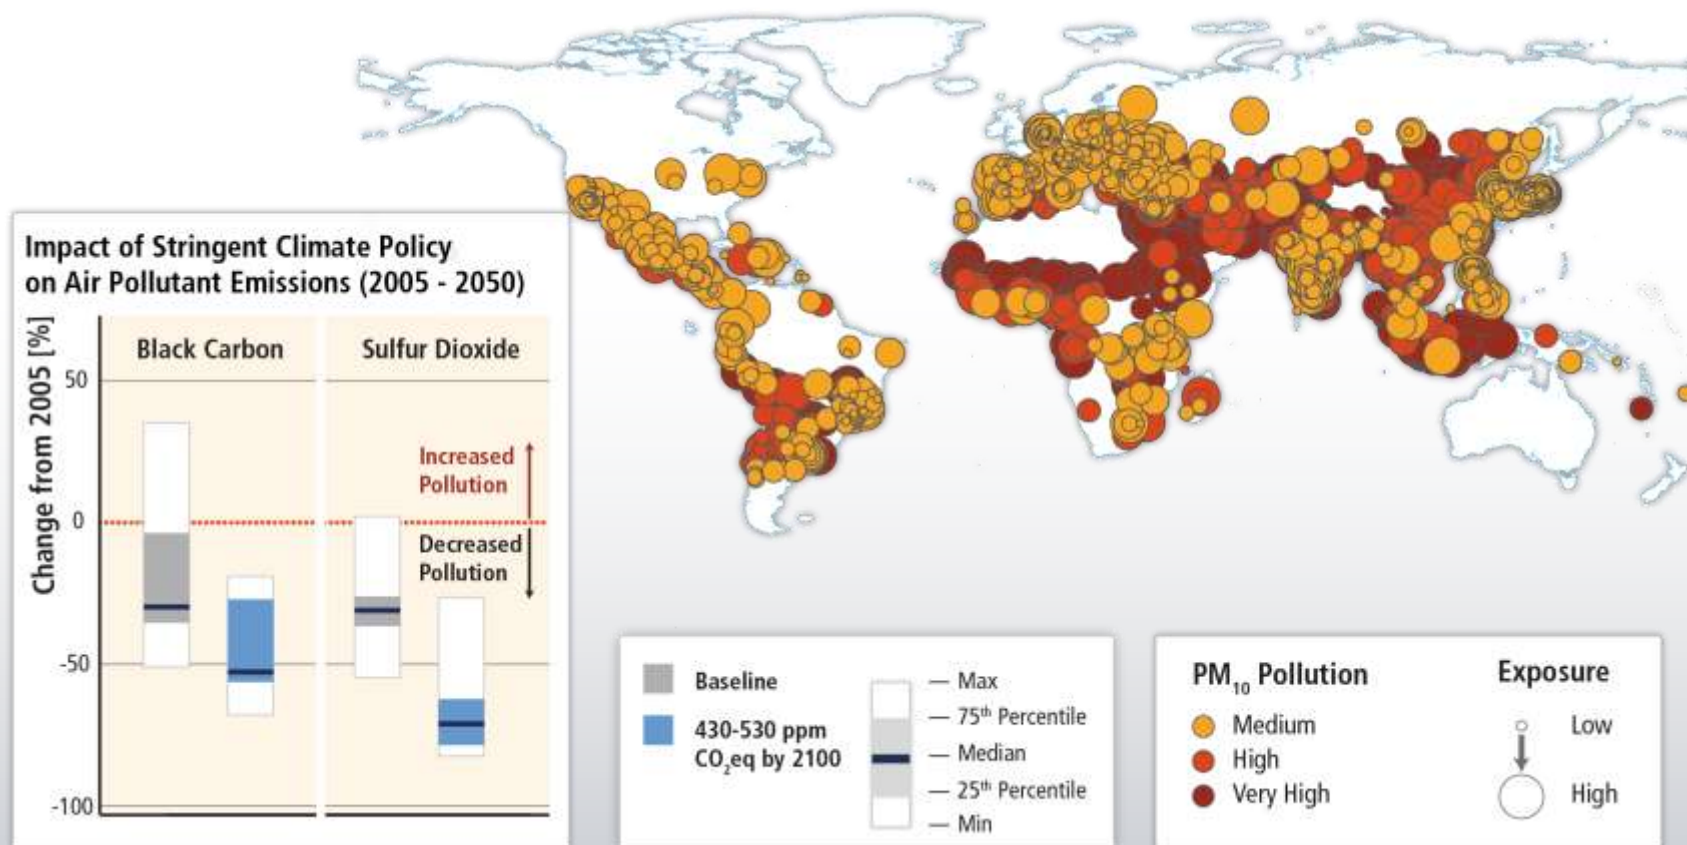 Impact of Stringent Climate Policy
on Air Pollutant Emissions (2005 - 2050)
Change from 2005 [%]
Black Carbon
Sulfur Dioxide
50
0
-50
-100
Increased
Pollution
Decreased
Pollution
Baseline
430-530 ppm
CO₂eq by 2100
Max
75th Percentile
Median
25th Percentile
Min
PM₁₀ Pollution
Medium
High
Very High
Exposure
Low
High